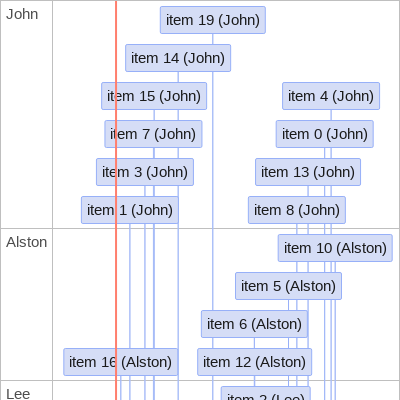 John
item 19 (John)
item 14 (John)
item 15 (John)
item 4 (John)
item 7 (John)
item 0 (John)
item 3 (John)
item 13 (John)
item 1 (John)
item 8 (John)
Alston
item 10 (Alston)
item 5 (Alston)
item 6 (Alston)
item 16 (Alston)
item 12 (Alston)
Lee
item 2 (Lee)